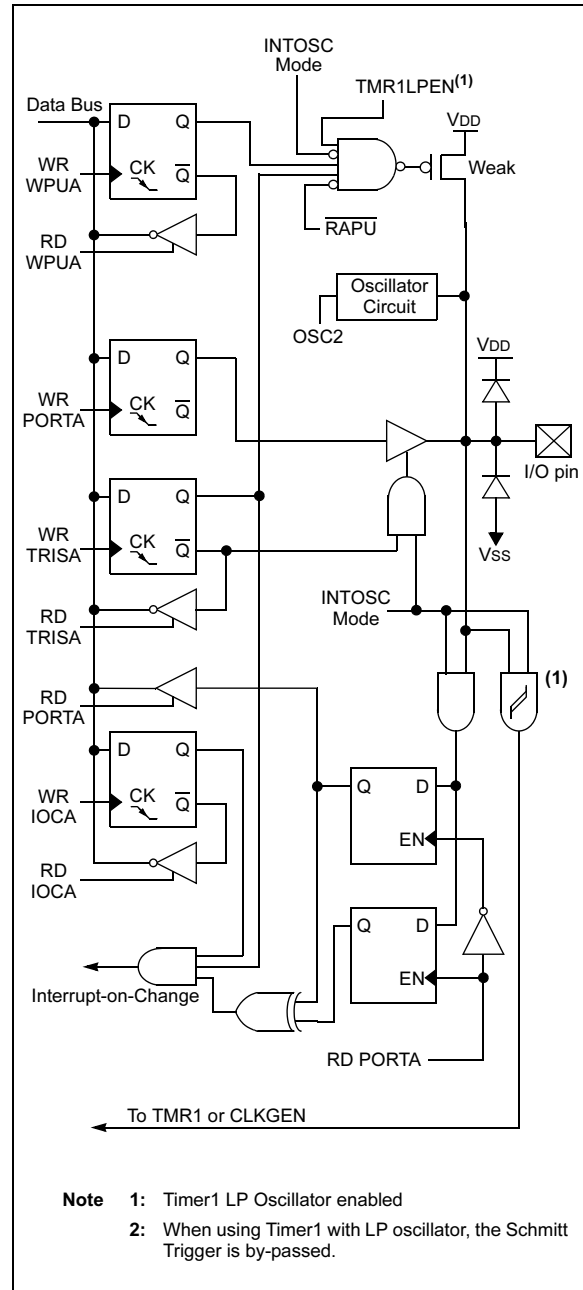 INTOSC
Mode
TMR1LPEN(1)
Data Bus
VDD
D Q
WR
WPUA
CK Q
Weak
RD
WPUA
RAPU
Oscillator
Circuit
OSC2
VDD
D Q
WR
PORTA
CK Q
I/O pin
D Q
WR
TRISA
CK Q
VSS
INTOSC
Mode
RD
TRISA
(1)
RD
PORTA
D Q
WR
IOCA
CK Q
Q D
EN
RD
IOCA
Q D
EN
Interrupt-on-Change
RD PORTA
To TMR1 or CLKGEN
Note 1: Timer1 LP Oscillator enabled
2: When using Timer1 with LP oscillator, the Schmitt
Trigger is by-passed.